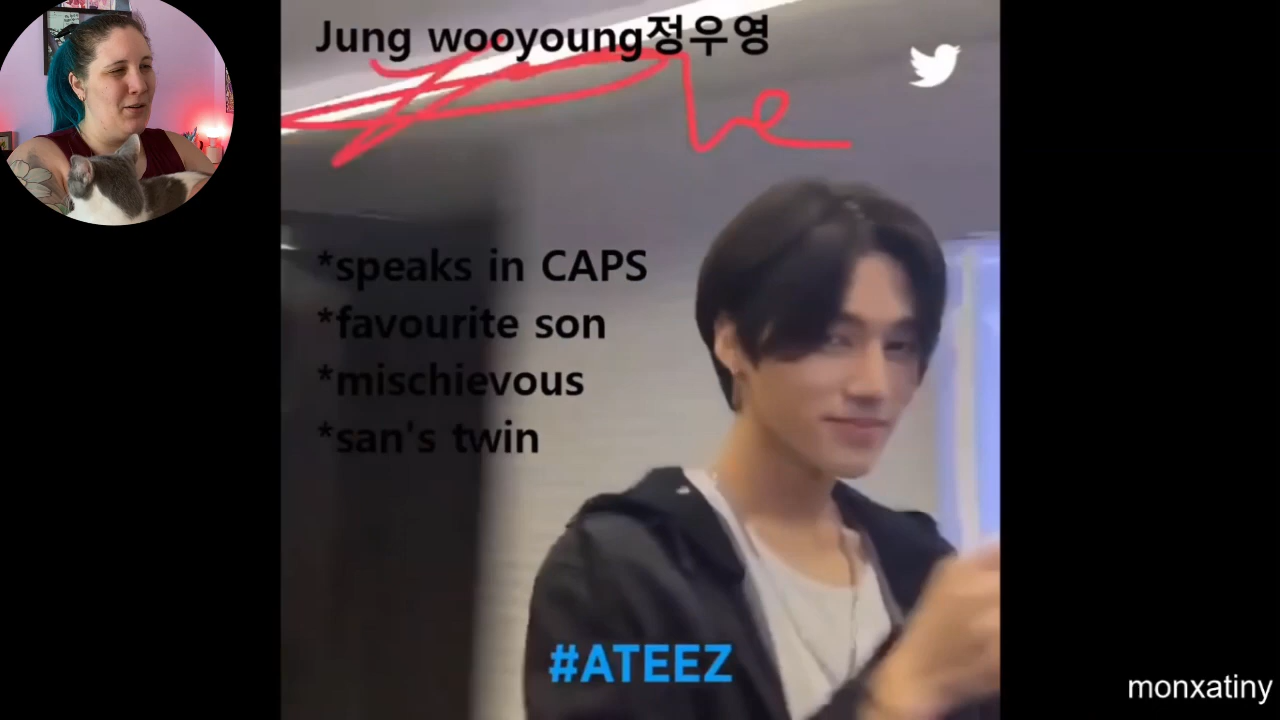 Jung wooyoung정우영
*speaks in CAPS
*favourite son
*mischievous
*san's twin
#ATEEZ
monxatiny